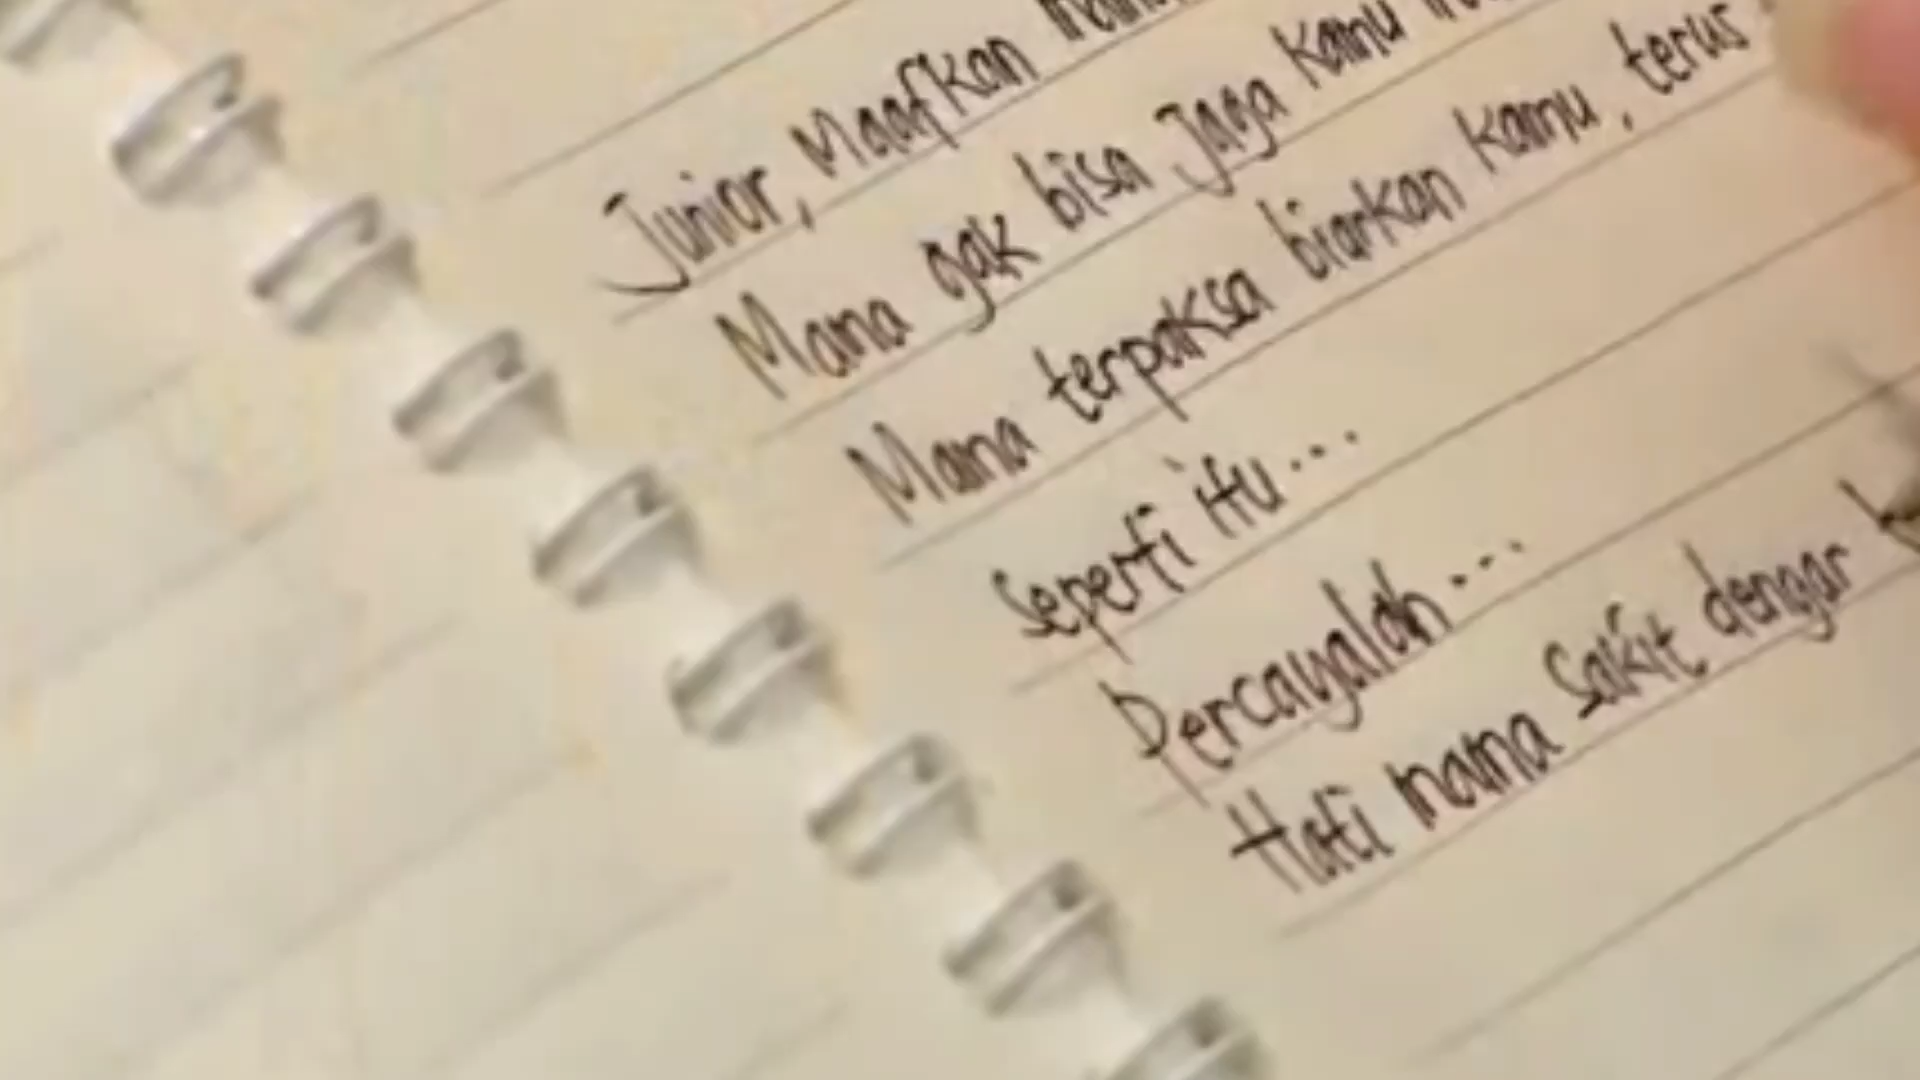 Junior, Maafkan
Mama gak bisa jaga kamu
Mama terpaksa biarkan kamu, terus
seperti itu...
Percayalah...
Hati mama sakit dengar